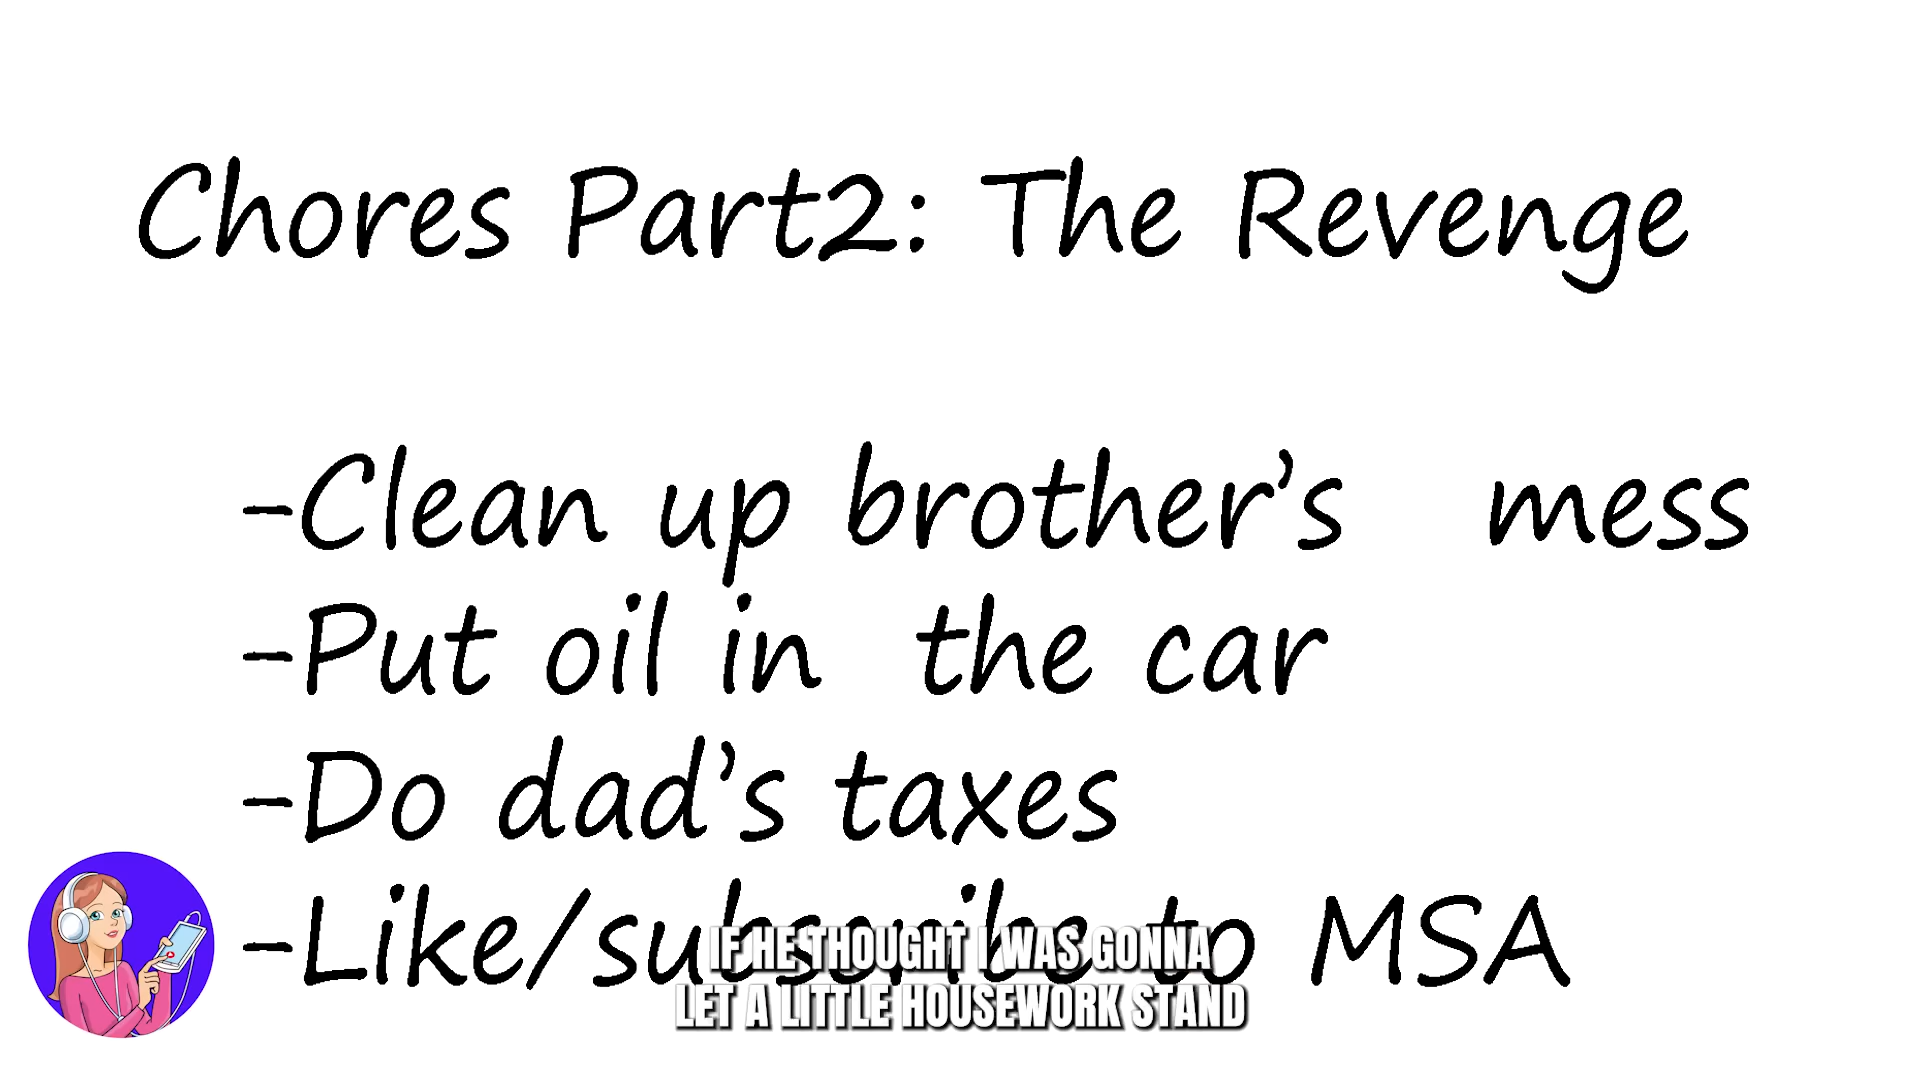 Chores Part2: The Revenge
-Clean up brother's mess
-Put oil in the car
-Do dad's taxes
-Like/subscribe to MSA
IF HE THOUGHT I WAS GONNA
LET A LITTLE HOUSEWORK STAND